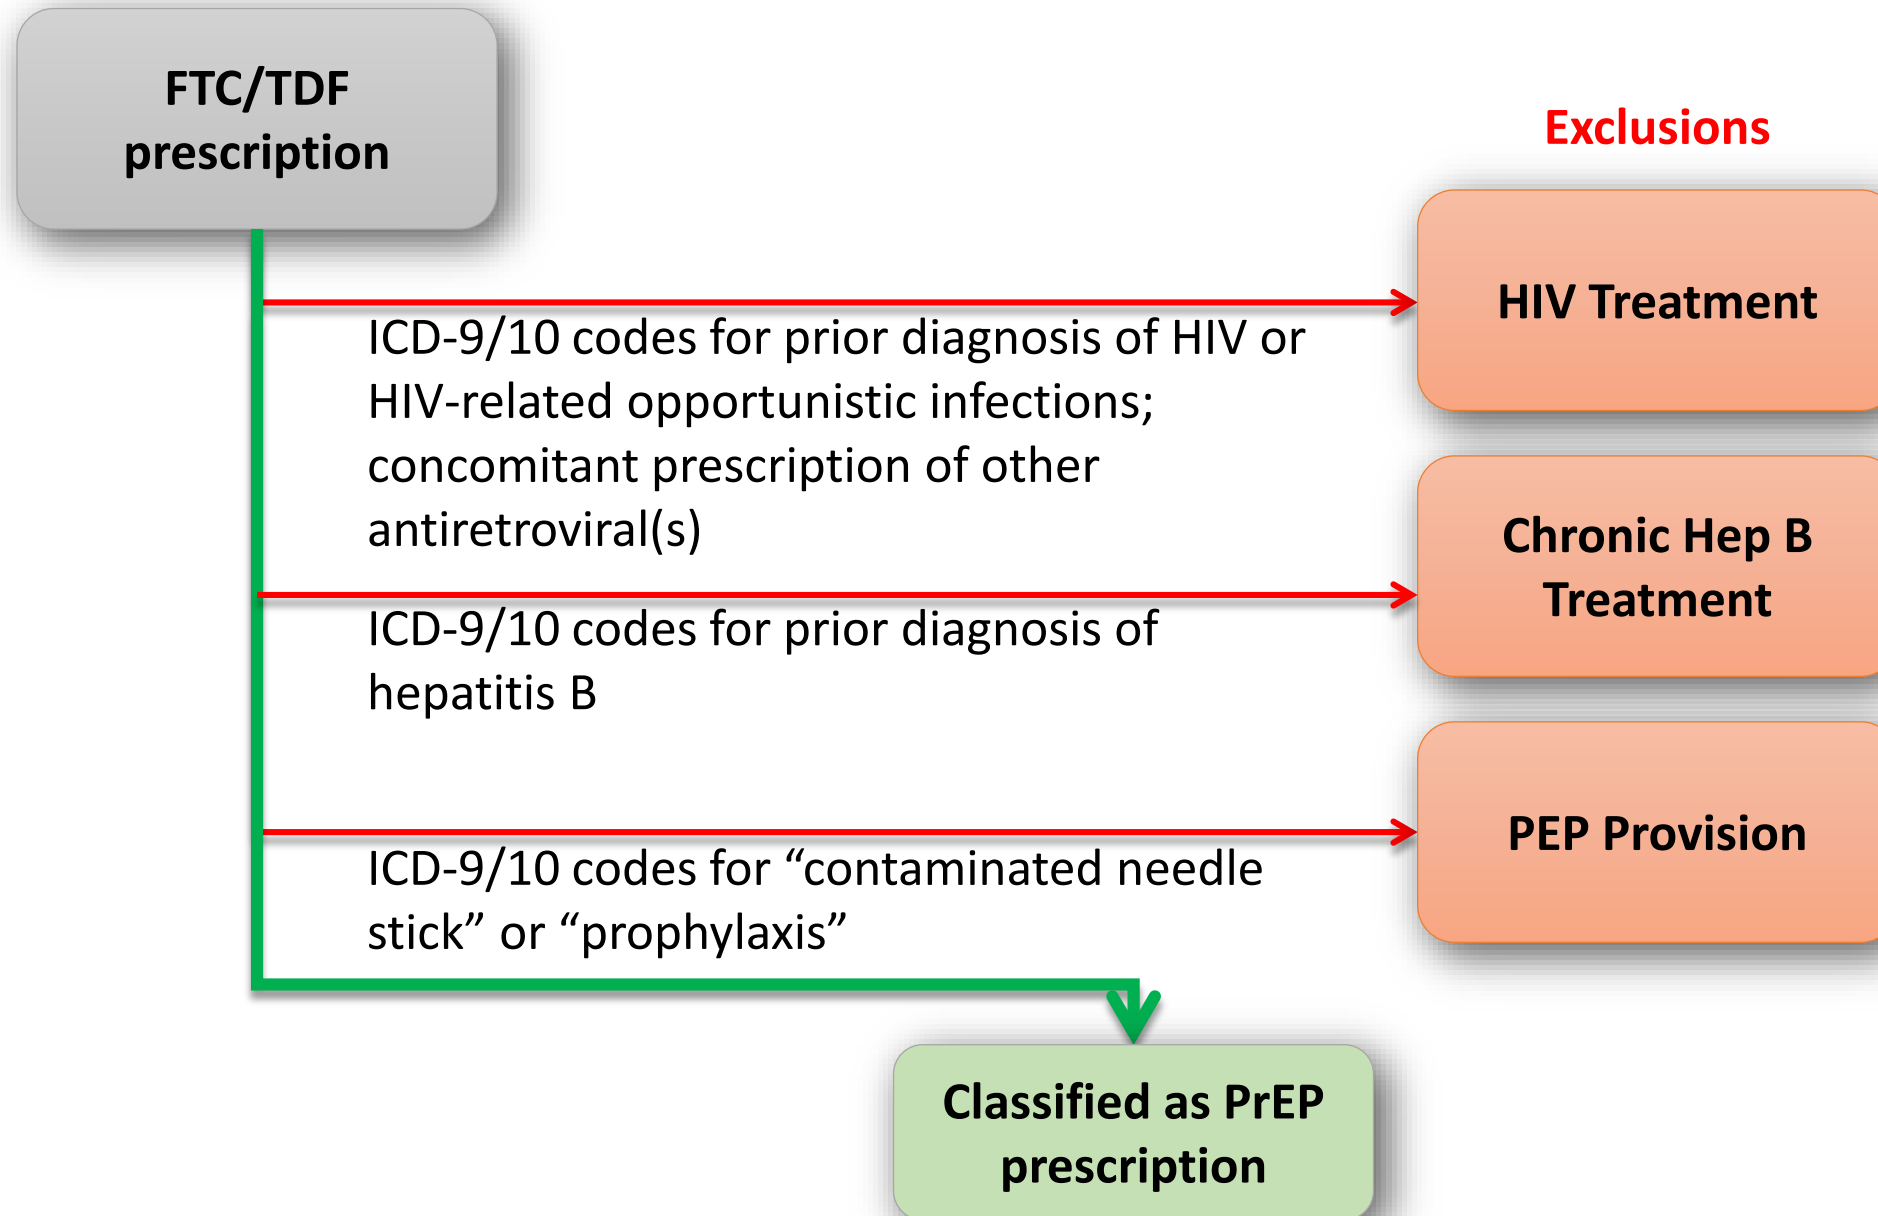 FTC/TDF
prescription
Exclusions
HIV Treatment
ICD-9/10 codes for prior diagnosis of HIV or
HIV-related opportunistic infections;
concomitant prescription of other
antiretroviral(s)
Chronic Hep B
Treatment
ICD-9/10 codes for prior diagnosis of
hepatitis B
PEP Provision
ICD-9/10 codes for “contaminated needle
stick” or “prophylaxis”
Classified as PrEP
prescription